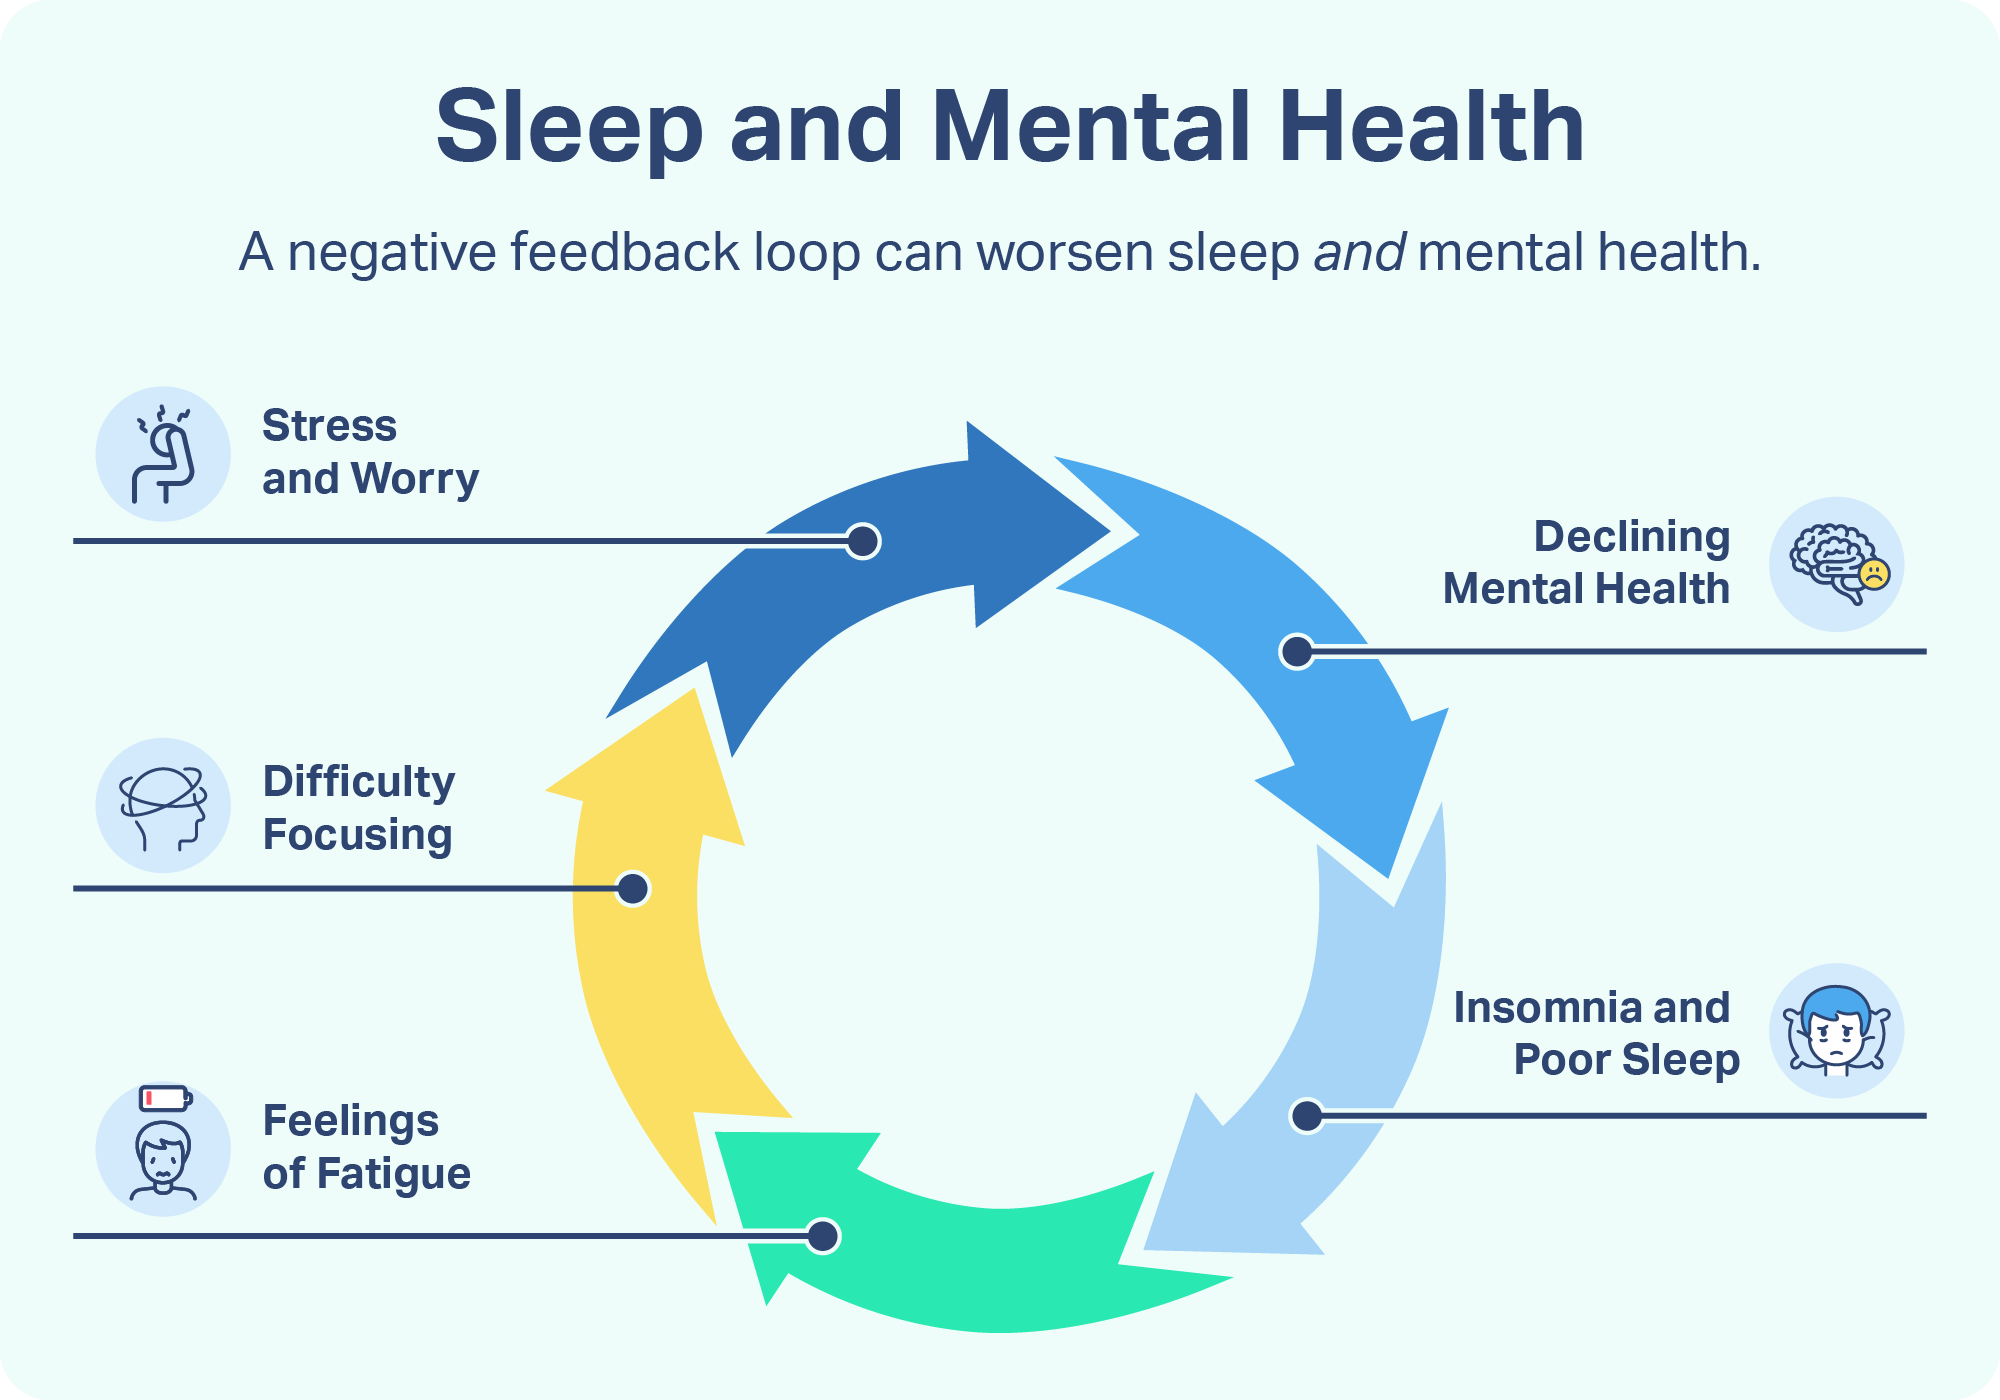 Sleep and Mental Health
A negative feedback loop can worsen sleep and mental health.
Stress
and Worry
Declining
Mental Health
Difficulty
Focusing
Insomnia and
Poor Sleep
Feelings
of Fatigue